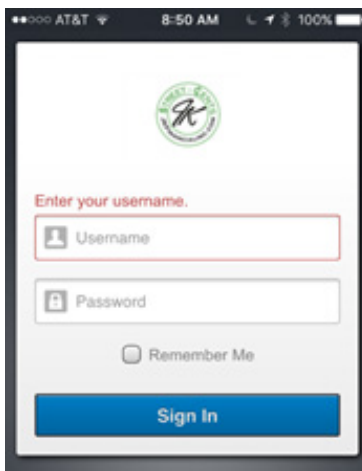 AT&T 8:50 AM 100%
Enter your username.
Username
Password
Remember Me
Sign In